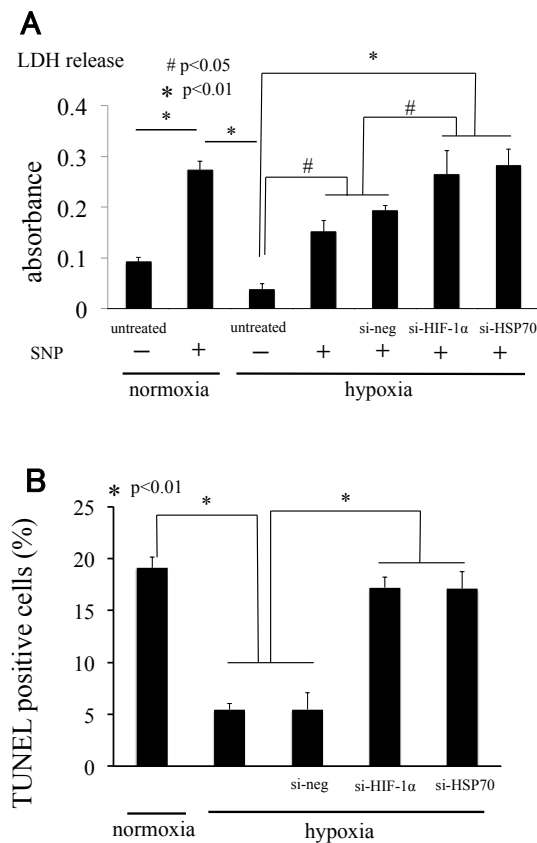 A
LDH release
# p<0.05
* p<0.01
* * # # *
absorbance
0.4
0.3
0.2
0.1
0
untreated untreated si-neg si-HIF-1α si-HSP70
SNP − + − + + + +
normoxia hypoxia
B
* p<0.01
* *
TUNEL positive cells (%)
25
20
15
10
5
0
si-neg si-HIF-1α si-HSP70
normoxia hypoxia